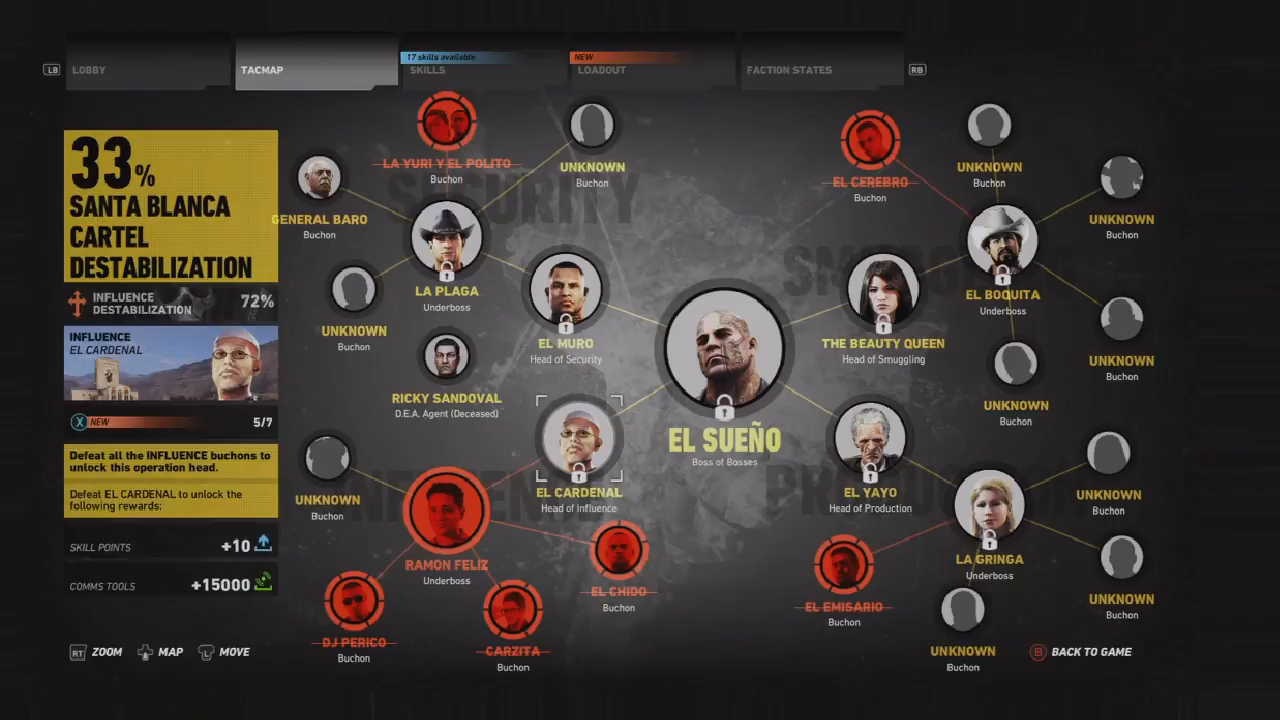 LB
LOBBY
TACMAP
17 skills available
SKILLS
NEW
LOADOUT
FACTION STATES
RB
33%
SANTA BLANCA
CARTEL
DESTABILIZATION
INFLUENCE
DESTABILIZATION
72%
INFLUENCE
EL CARDENAL
X NEW
5/7
Defeat all the INFLUENCE buchons to
unlock this operation head.
Defeat EL CARDENAL to unlock the
following rewards:
SKILL POINTS
+10
COMMS TOOLS
+15000
SECURITY
LA YURI Y EL POLITO
Buchon
UNKNOWN
Buchon
GENERAL BARO
Buchon
LA PLAGA
Underboss
UNKNOWN
Buchon
EL MURO
Head of Security
RICKY SANDOVAL
D.E.A. Agent (Deceased)
EL CEREBRO
Buchon
UNKNOWN
Buchon
UNKNOWN
Buchon
EL BOQUITA
Underboss
THE BEAUTY QUEEN
Head of Smuggling
UNKNOWN
Buchon
UNKNOWN
Buchon
EL SUEÑO
Boss of Bosses
EL CARDENAL
Head of Influence
UNKNOWN
Buchon
RAMON FELIZ
Underboss
EL CHIDO
Buchon
DJ PERICO
Buchon
CARZITA
Buchon
EL YAYO
Head of Production
UNKNOWN
Buchon
LA GRINGA
Underboss
EL EMISARIO
Buchon
UNKNOWN
Buchon
UNKNOWN
Buchon
RT ZOOM
MAP
L MOVE
B BACK TO GAME